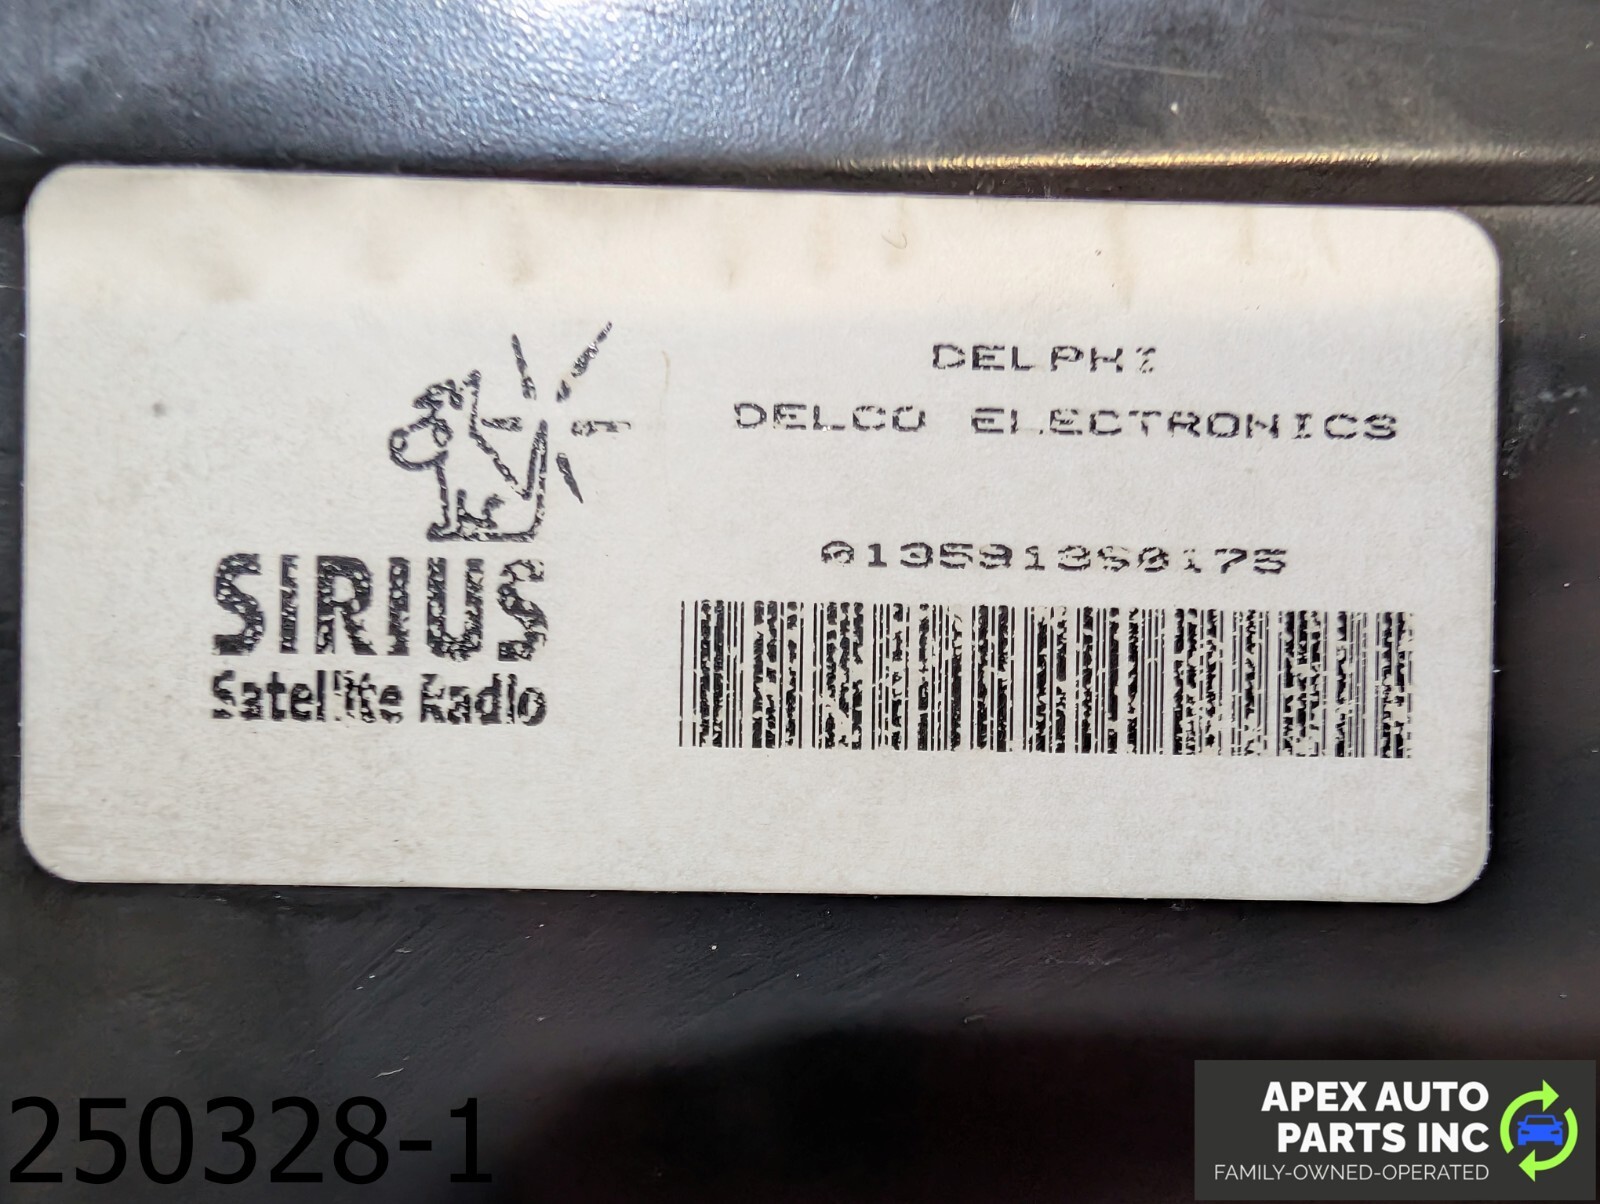 DELPHI
DELCO ELECTRONICS
SIRIUS
Satellite Radio
250328-1
APEX AUTO
PARTS INC
FAMILY-OWNED-OPERATED